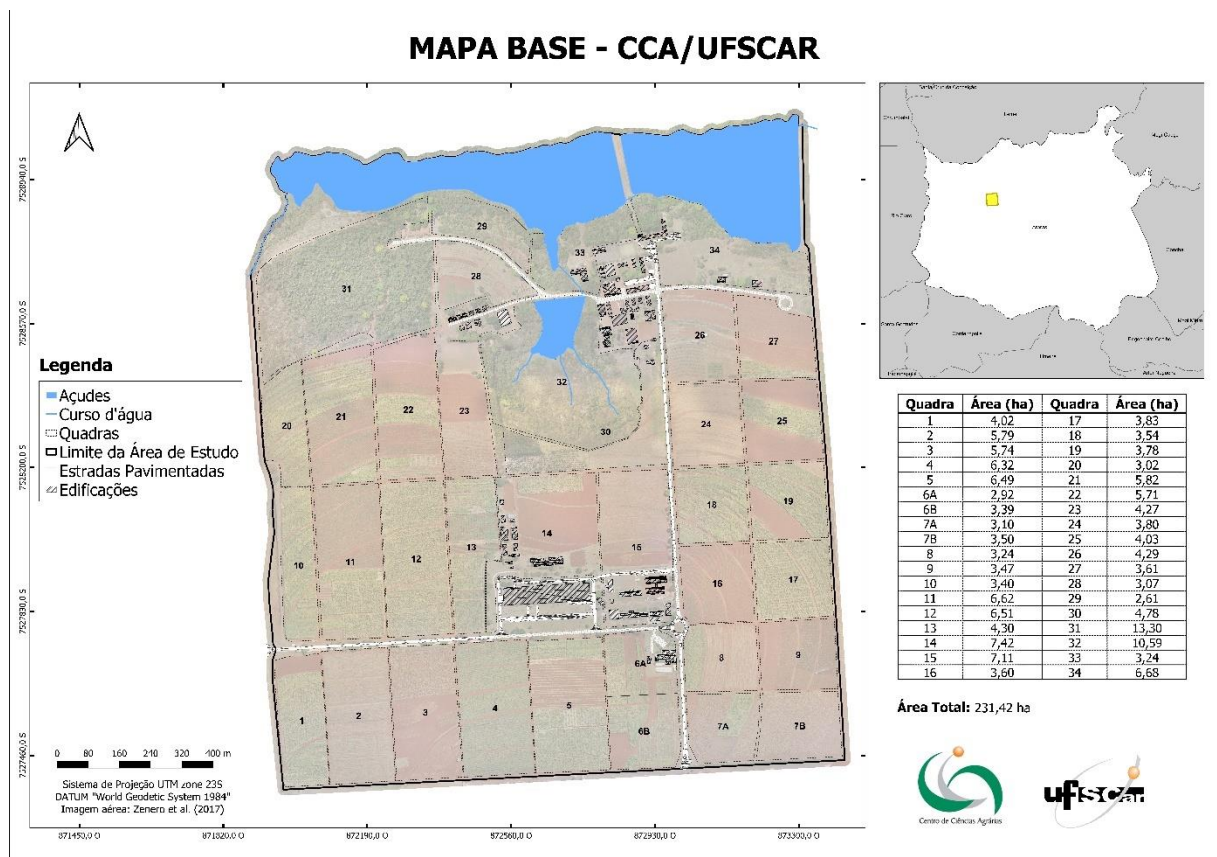 MAPA BASE - CCA/UFSCAR
7528940,0 S
7528570,0 S
7527830,0 S
Legenda
Açudes
Curso d'água
Quadras
Limite da Área de Estudo
Estradas Pavimentadas
Edificações
29
33
34
31
28
26
27
32
20
21
22
23
30
24
25
18
19
14
13
15
10
11
12
16
17
6A
8
9
1
2
3
4
5
6B
7A
7B
0 80 160 240 320 400 m
Sistema de Projeção UTM zone 23S
DATUM "World Geodetic System 1984"
Imagem aérea: Zenero et al. (2017)
871450,0 O 871820,0 O 872190,0 O 872560,0 O 872930,0 O 873300,0 O
Leme
Araras
Limeira
Quadra Área (ha) Quadra Área (ha)
1 4,02 17 3,83
2 5,79 18 3,54
3 5,74 19 3,78
4 6,32 20 3,02
5 6,49 21 5,82
6A 2,92 22 5,71
6B 3,39 23 4,27
7A 3,10 24 3,80
7B 3,50 25 4,03
8 3,24 26 4,29
9 3,47 27 3,61
10 3,40 28 3,07
11 6,62 29 2,61
12 6,51 30 4,78
13 4,30 31 13,30
14 7,42 32 10,59
15 7,11 33 3,24
16 3,60 34 6,68
Área Total: 231,42 ha
Centro de Ciências Agrárias
ufscar